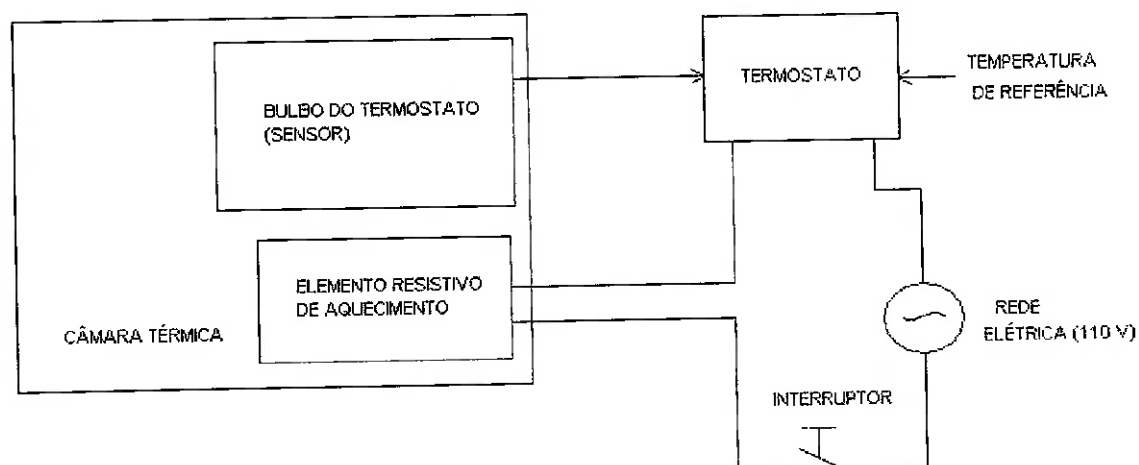 BULBO DO TERMOSTATO
(SENSOR)
TERMOSTATO
TEMPERATURA
DE REFERÊNCIA
ELEMENTO RESISTIVO
DE AQUECIMENTO
CÂMARA TÉRMICA
REDE
ELÉTRICA (110 V)
INTERRUPTOR